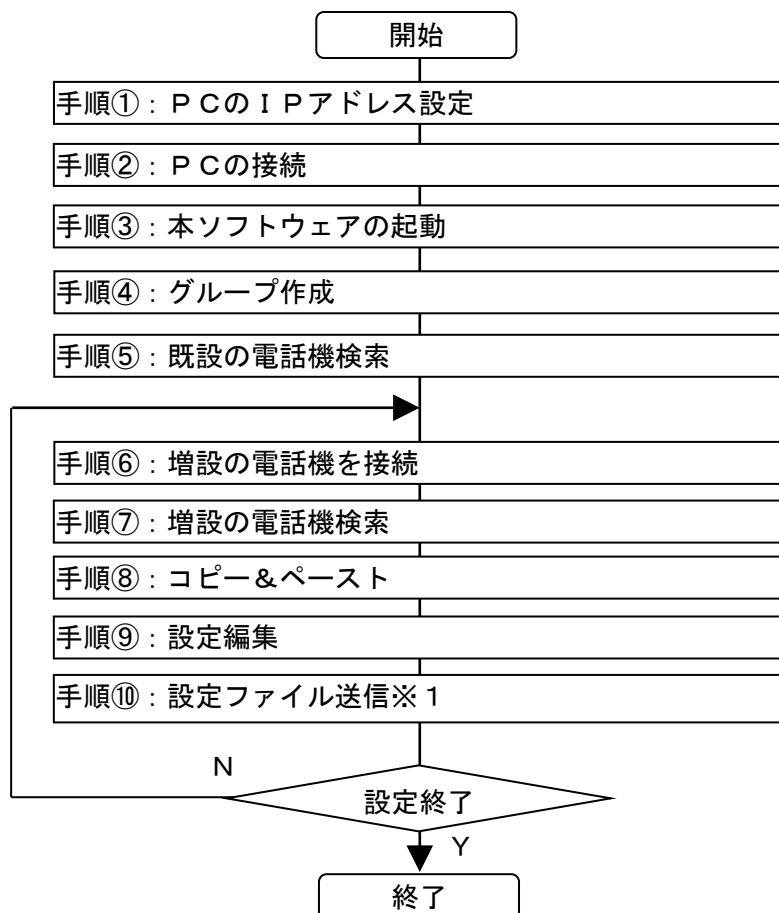 開始
手順①：ＰＣのＩＰアドレス設定
手順②：ＰＣの接続
手順③：本ソフトウェアの起動
手順④：グループ作成
手順⑤：既設の電話機検索
手順⑥：増設の電話機を接続
手順⑦：増設の電話機検索
手順⑧：コピー＆ペースト
手順⑨：設定編集
手順⑩：設定ファイル送信※１
Ｎ
設定終了
Ｙ
終了